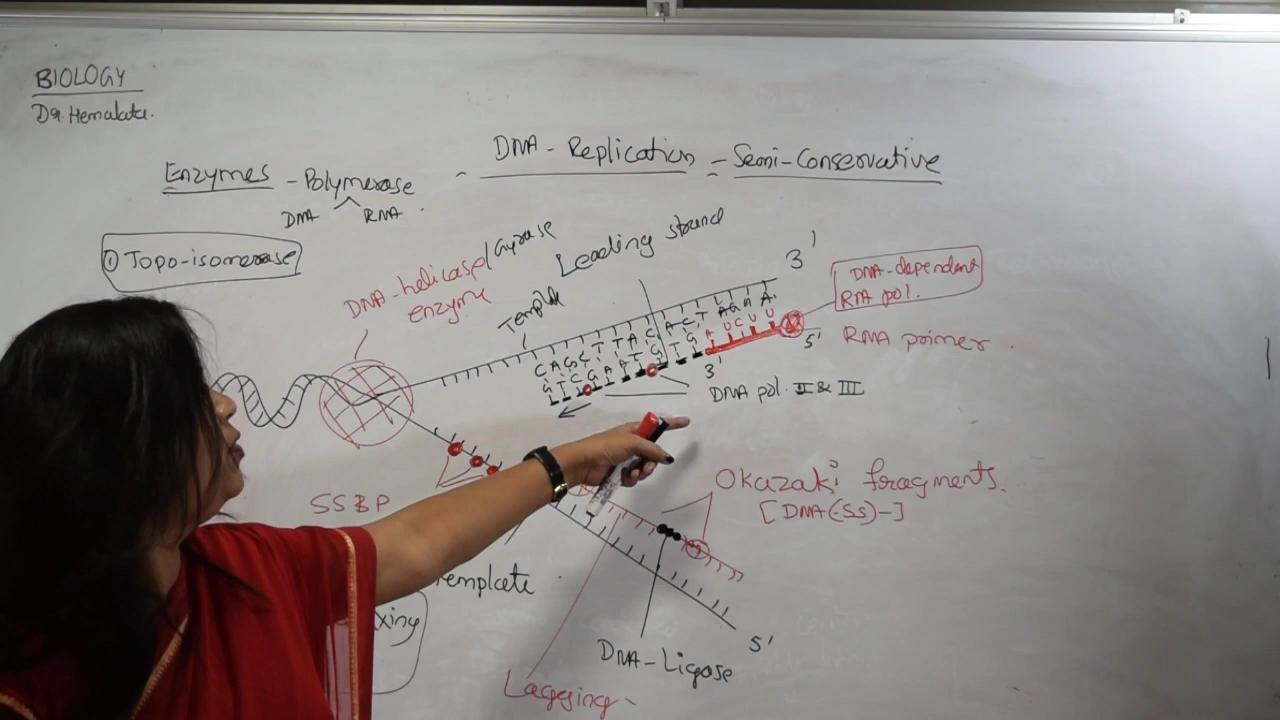 BIOLOGY
Dr. Hemalata.
DNA - Replication - Semi-Conservative
Enzymes - Polymerase
DNA RNA.
① Topo-isomerase
DNA-helicase/Gyrase
enzyme
Leading strand
Template
3'
DNA-dependent
RNA pol.
5'
RNA primer.
C A G C T T A C A C T A G A A
G T C G A A T G T G A U C U U
3'
DNA pol. II & III
SSBP
Okazaki fragments.
[DNA (SS)-]
emplate
xing
5'
DNA-Ligase
Lagging-